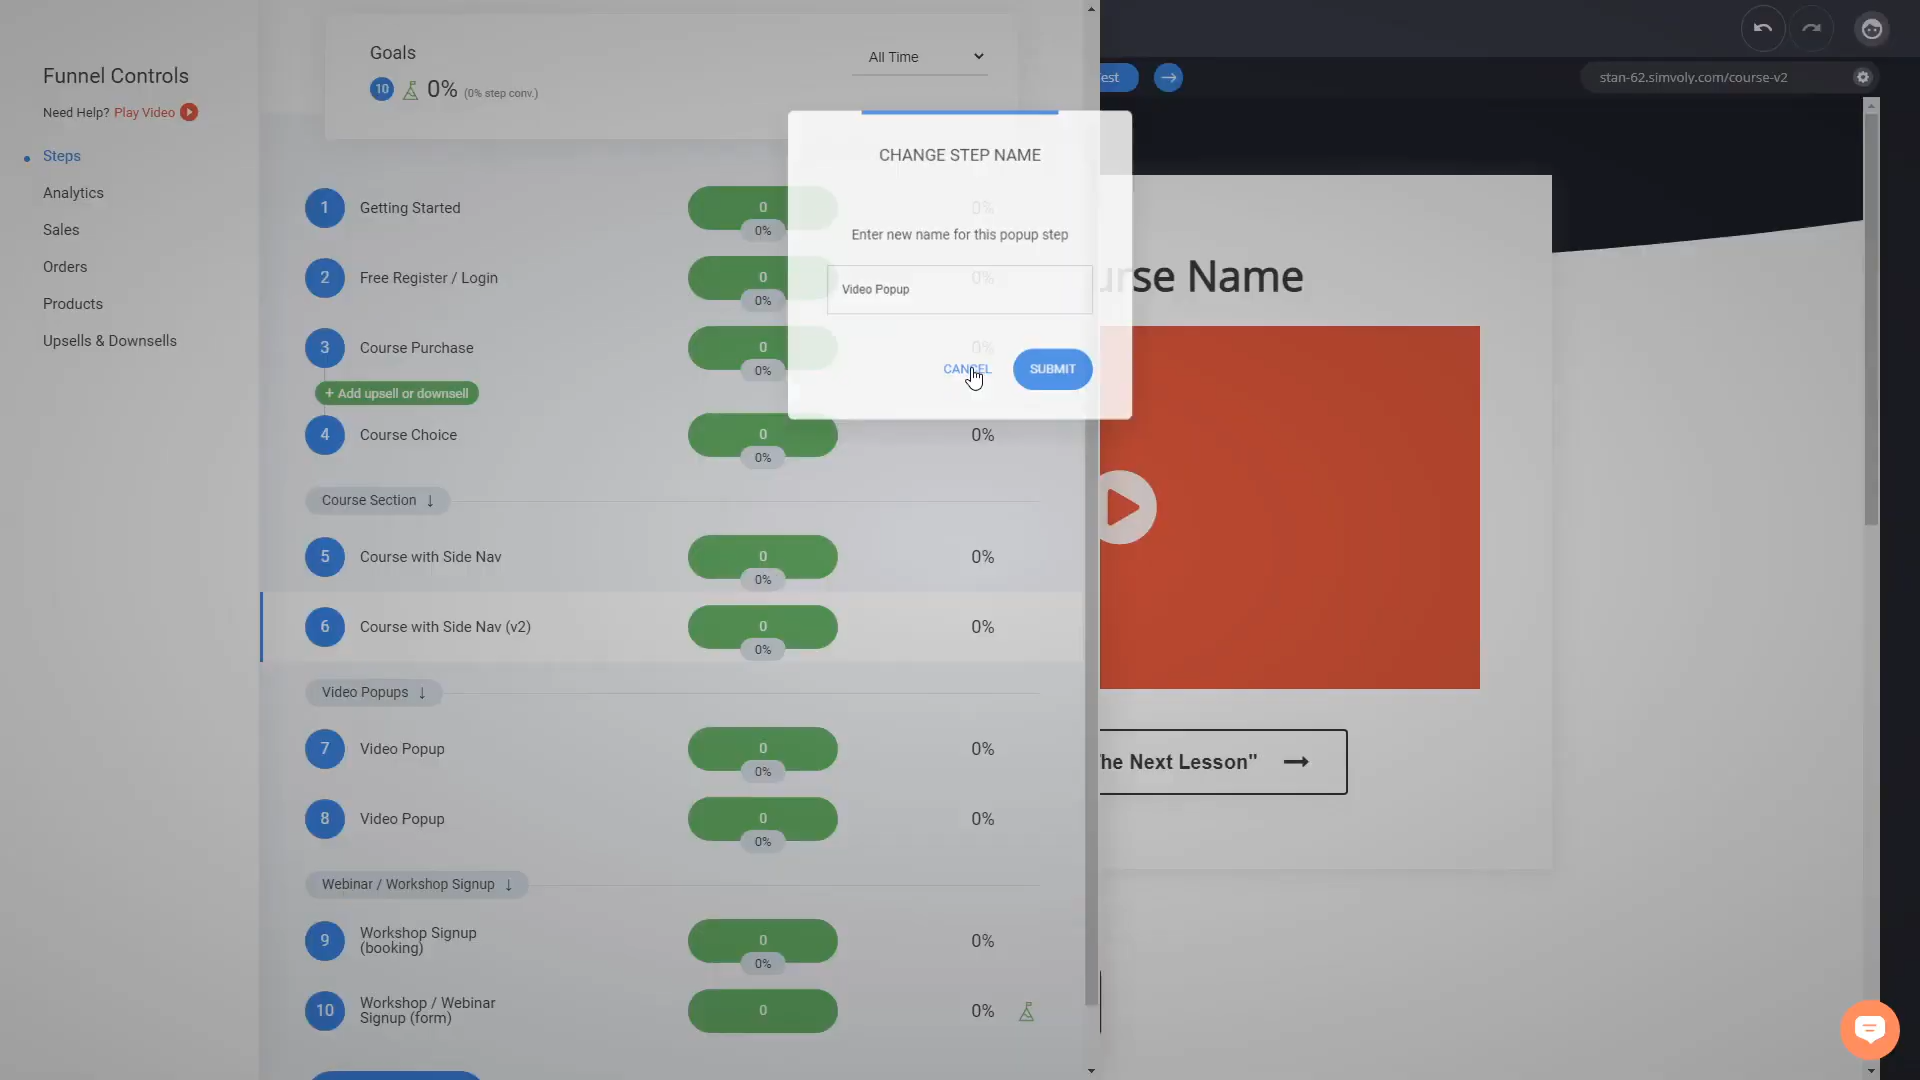 Funnel Controls
Need Help? Play Video
Steps
Analytics
Sales
Orders
Products
Upsells & Downsells
Goals
10 0% (0% step conv.)
All Time
1 Getting Started 0 0%
0%
2 Free Register / Login 0 0%
0%
3 Course Purchase 0 0%
0%
+ Add upsell or downsell
4 Course Choice 0 0%
0%
Course Section ↓
5 Course with Side Nav 0 0%
0%
6 Course with Side Nav (v2) 0 0%
0%
Video Popups ↓
7 Video Popup 0 0%
0%
8 Video Popup 0 0%
0%
Webinar / Workshop Signup ↓
9 Workshop Signup
(booking) 0 0%
0%
10 Workshop / Webinar
Signup (form) 0 0%
CHANGE STEP NAME
Enter new name for this popup step
Video Popup
CANCEL SUBMIT
est →
stan-62.simvoly.com/course-v2
urse Name
he Next Lesson" →